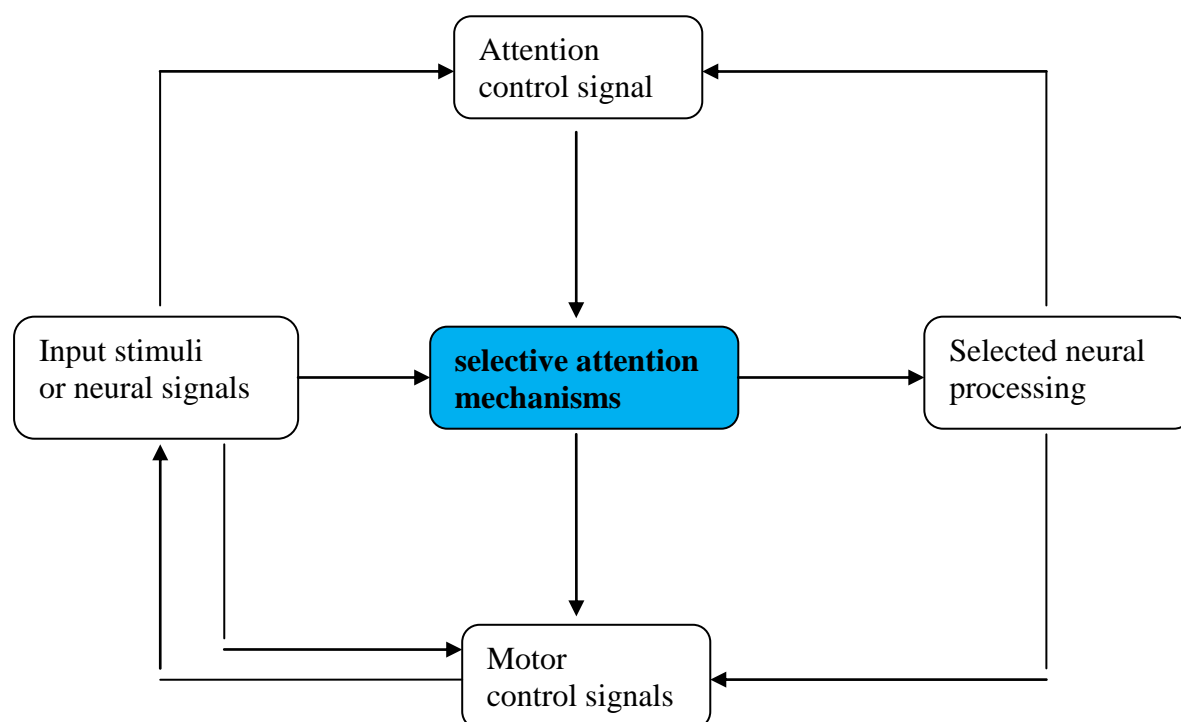 Attention
control signal
Input stimuli
or neural signals
selective attention
mechanisms
Selected neural
processing
Motor
control signals